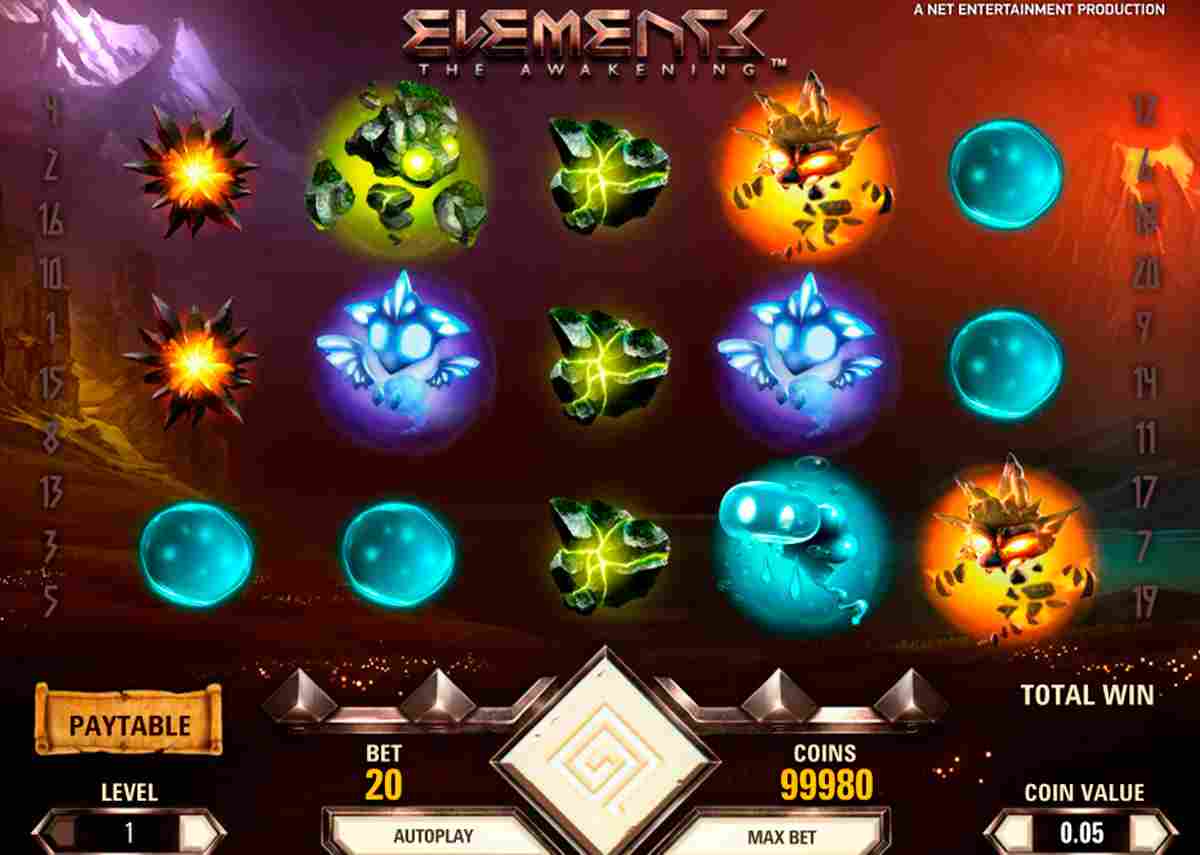 A NET ENTERTAINMENT PRODUCTION
ELEMENTS
THE AWAKENING™
4
2
16
10
1
15
8
13
3
5
12
6
18
20
9
14
11
17
7
19
PAYTABLE
LEVEL
1
BET
20
AUTOPLAY
COINS
99980
MAX BET
TOTAL WIN
COIN VALUE
0.05